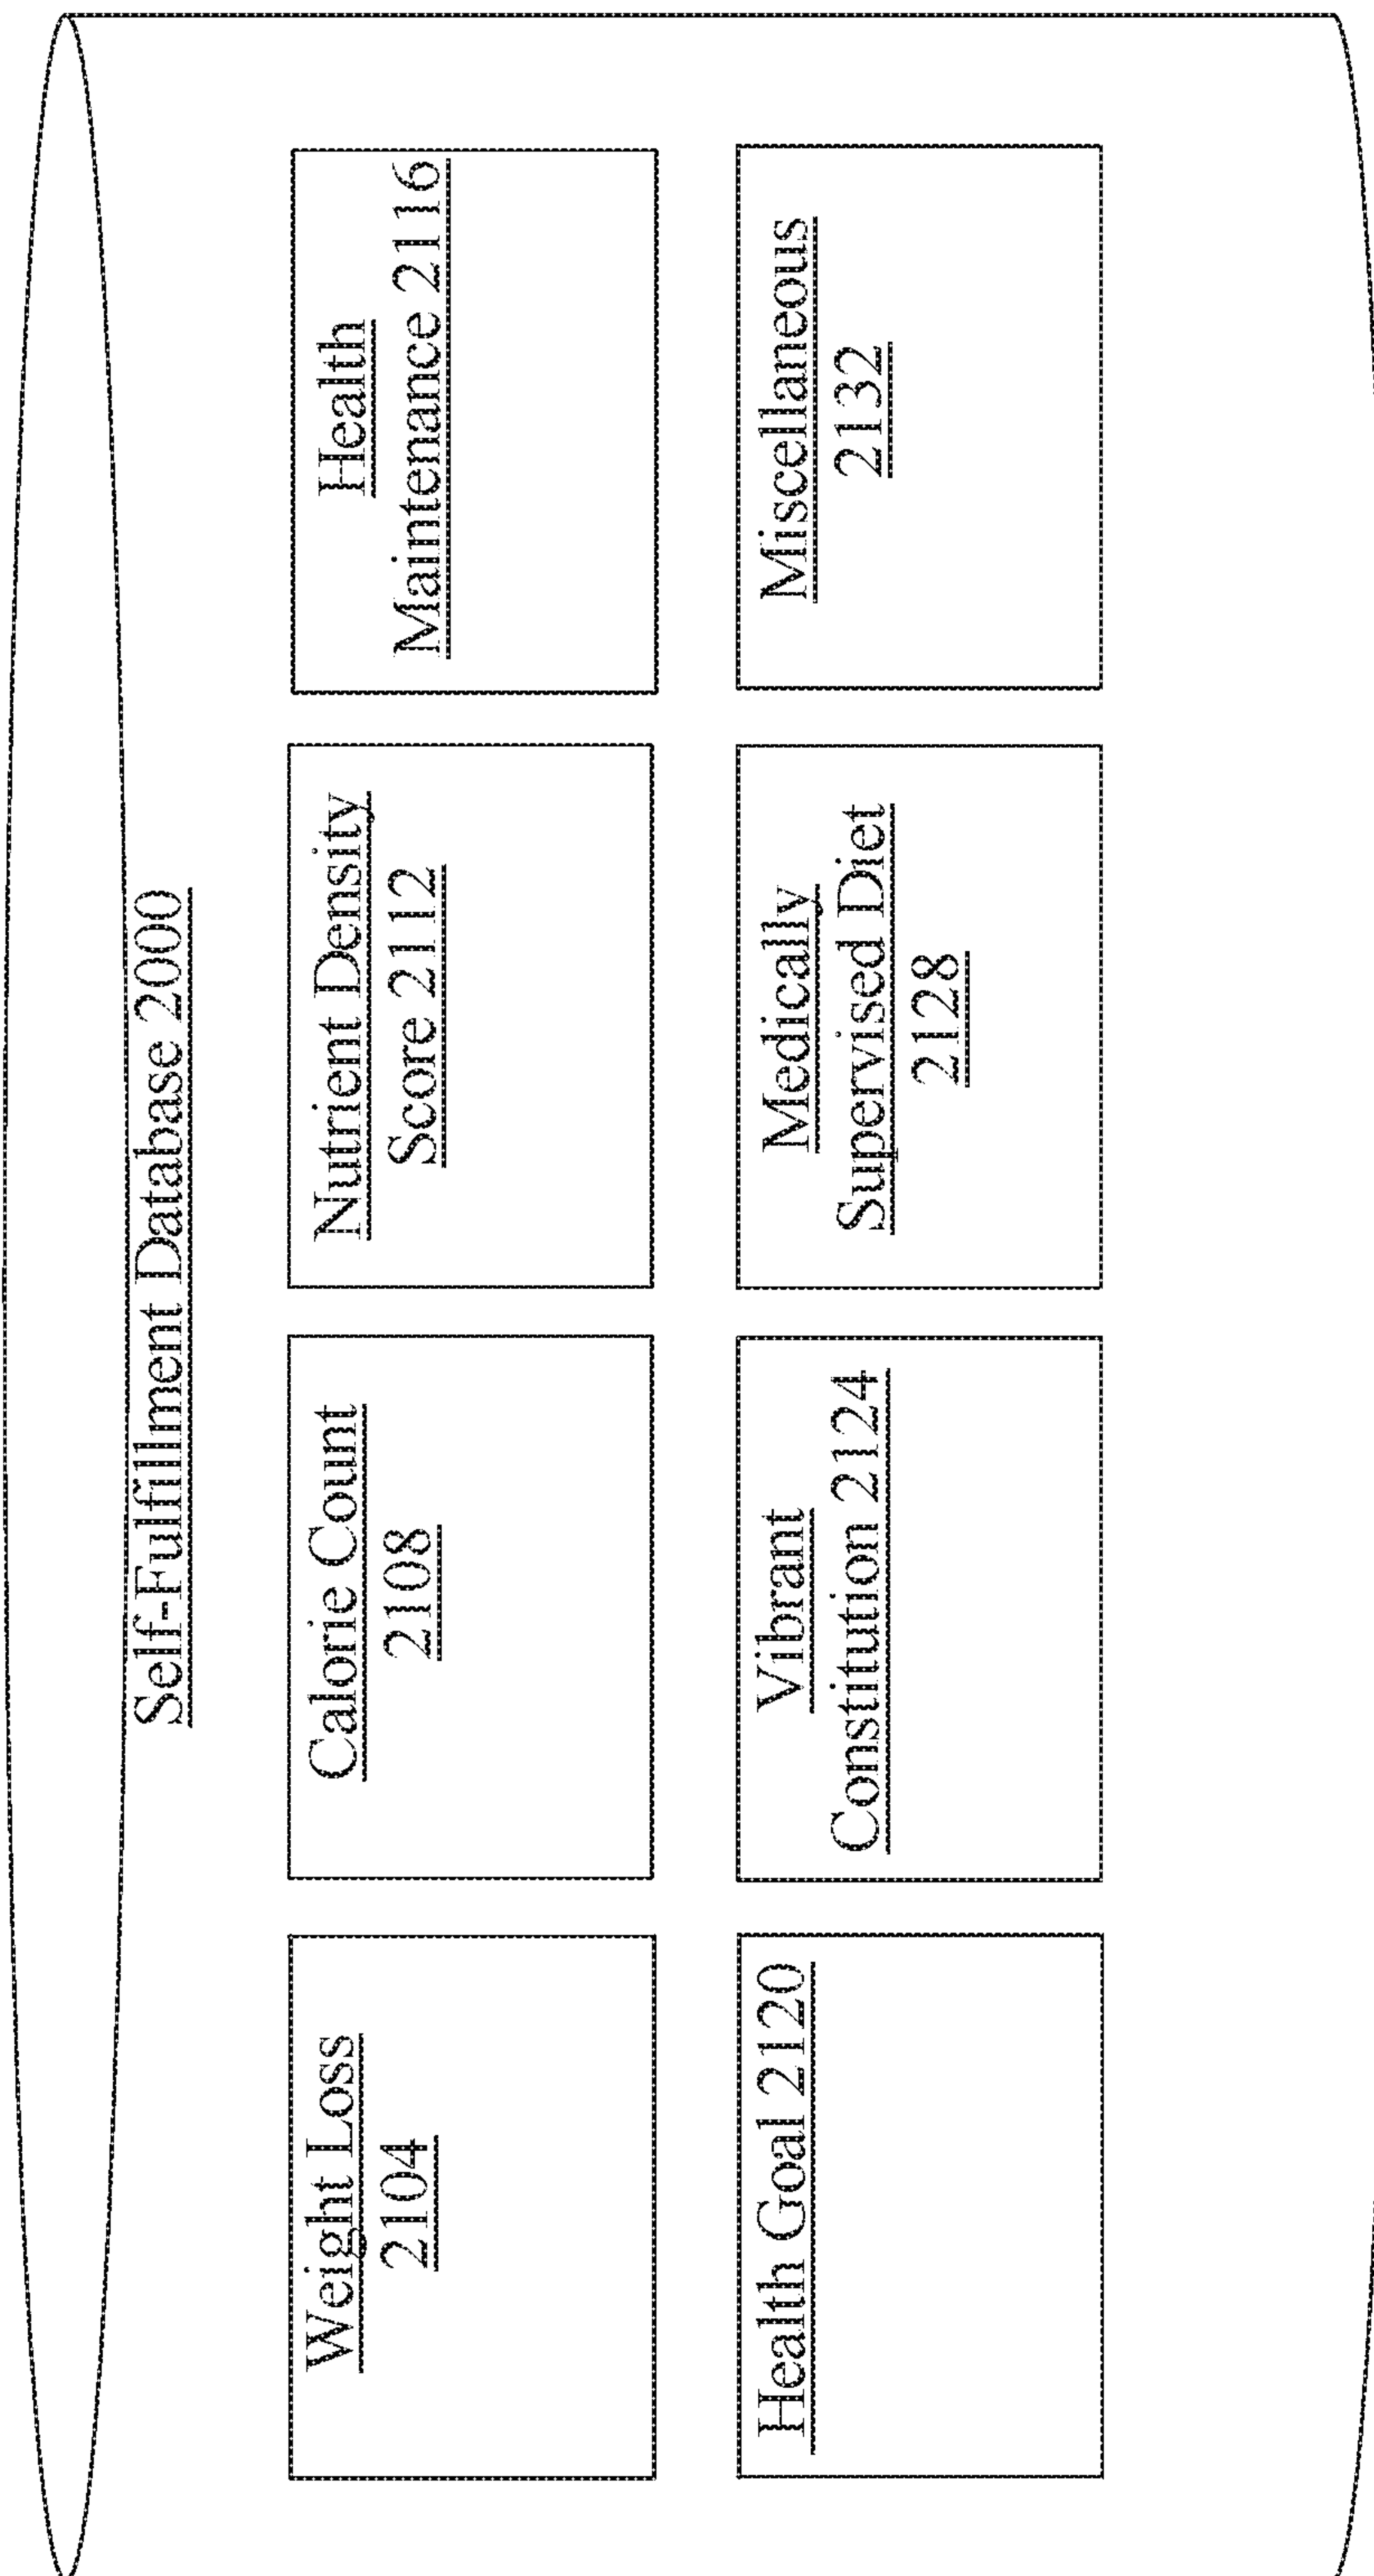 Self-Fulfillment Database 2000
Weight Loss
2104
Calorie Count
2108
Nutrient Density
Score 2112
Health
Maintenance 2116
Health Goal 2120
Vibrant
Constitution 2124
Medically
Supervised Diet
2128
Miscellaneous
2132